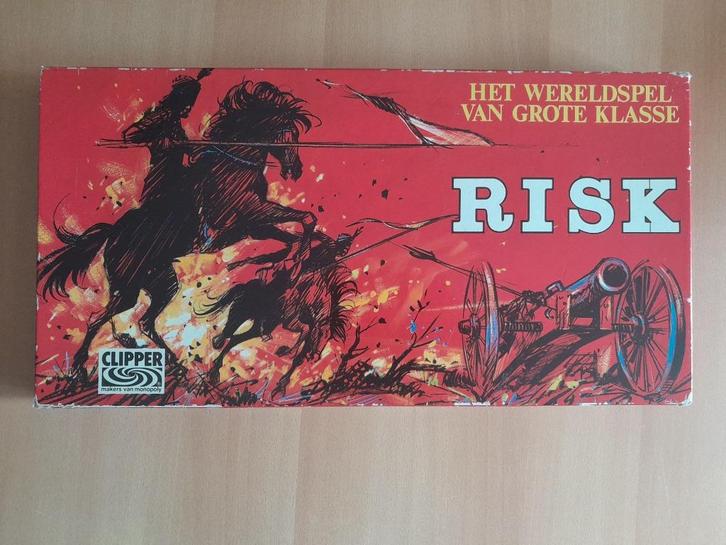 HET WERELDSPEL
VAN GROTE KLASSE
RISK
CLIPPER
makers van monopoly